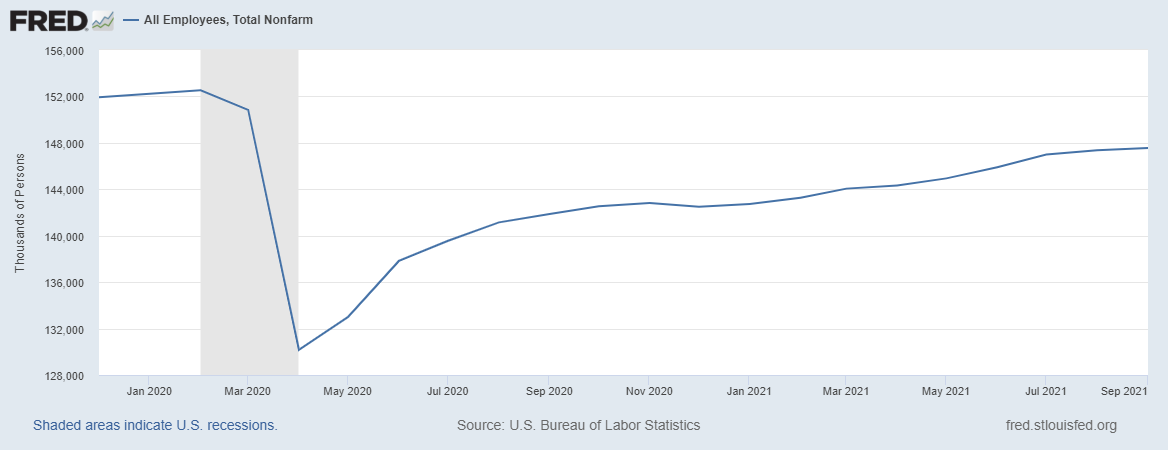 FRED
All Employees, Total Nonfarm
156,000
152,000
148,000
144,000
140,000
136,000
132,000
128,000
Thousands of Persons
Jan 2020 Mar 2020 May 2020 Jul 2020 Sep 2020 Nov 2020 Jan 2021 Mar 2021 May 2021 Jul 2021 Sep 2021
Shaded areas indicate U.S. recessions.
Source: U.S. Bureau of Labor Statistics
fred.stlouisfed.org